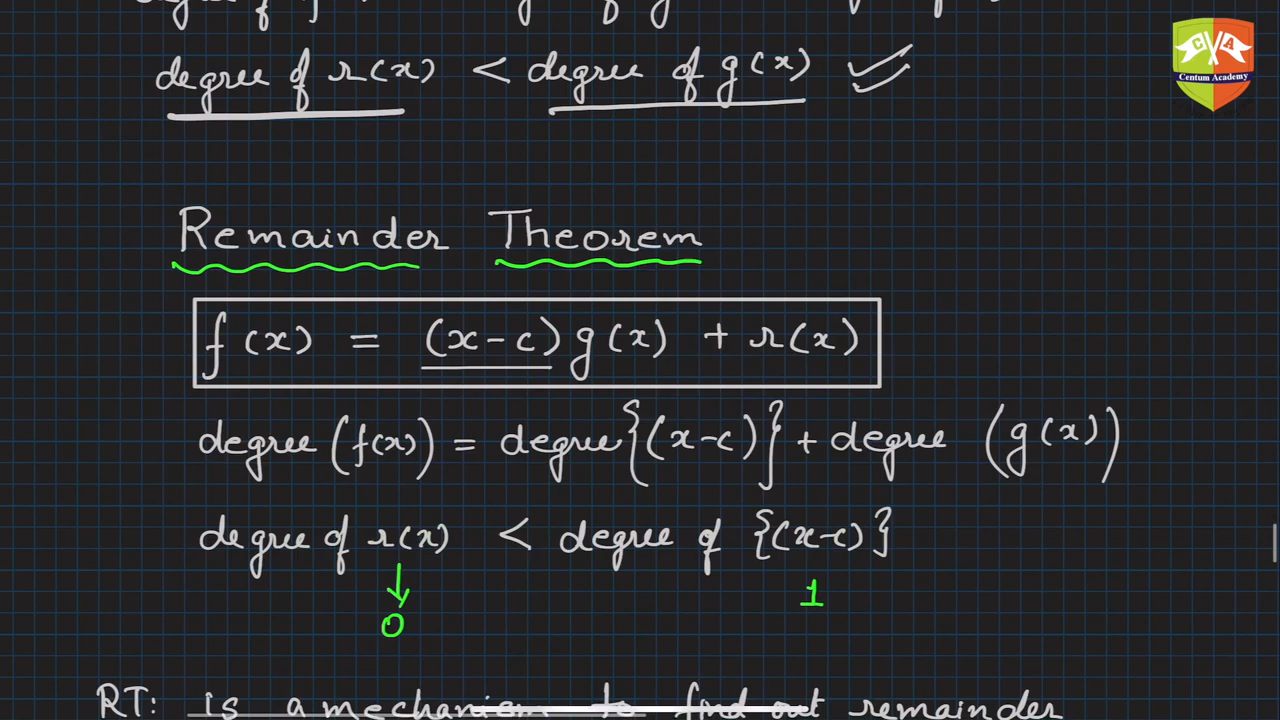 degree of r(x) < degree of g(x)
C A
Centum Academy
Remainder Theorem
f(x) = (x-c) g(x) + r(x)
degree (f(x)) = degree {(x-c)} + degree (g(x))
degree of r(x) < degree of {(x-c)}
0 1
RT: is a mechanism to find out remainder